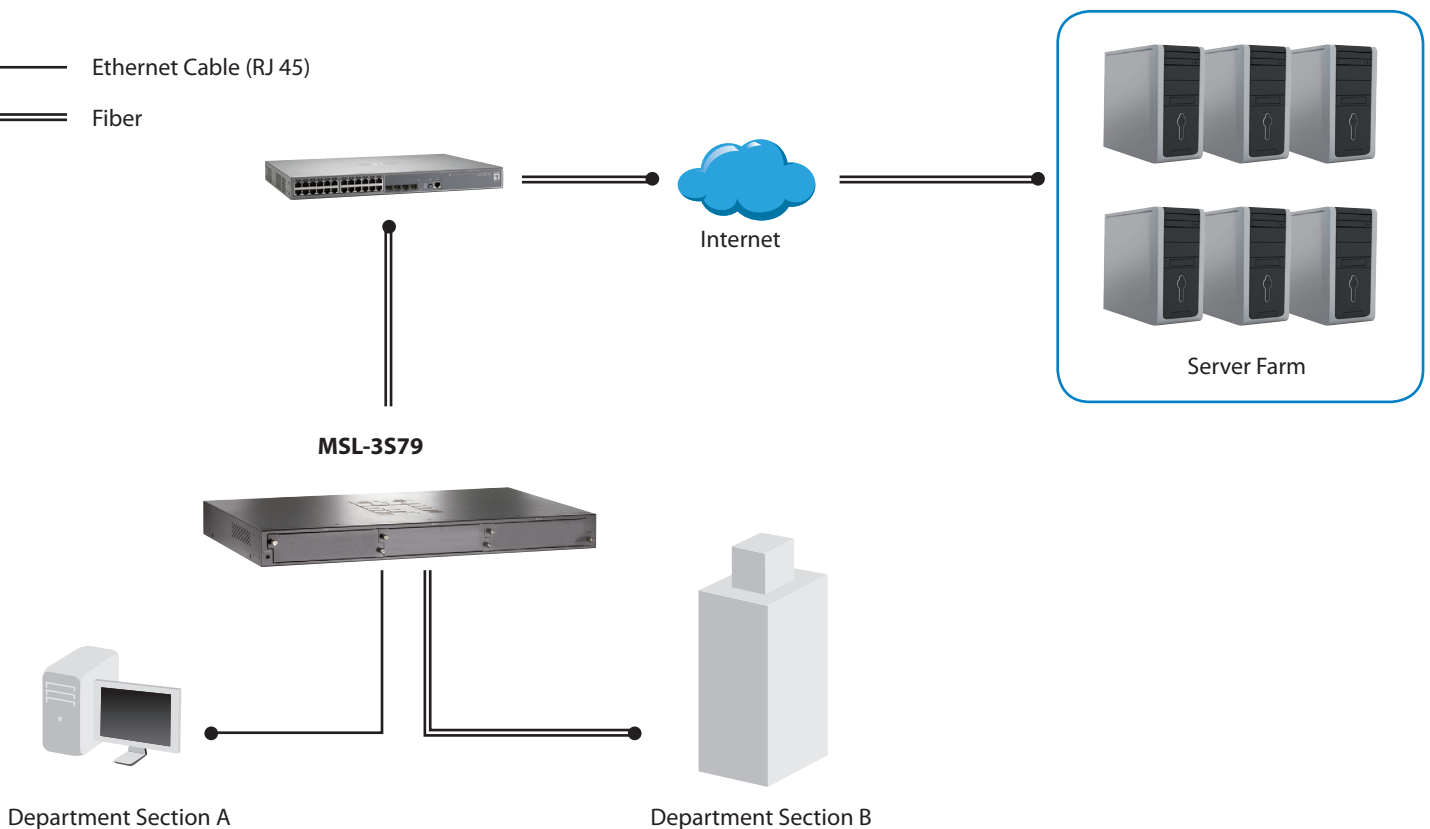 Ethernet Cable (RJ 45)
Fiber
Internet
Server Farm
MSL-3S79
Department Section A
Department Section B